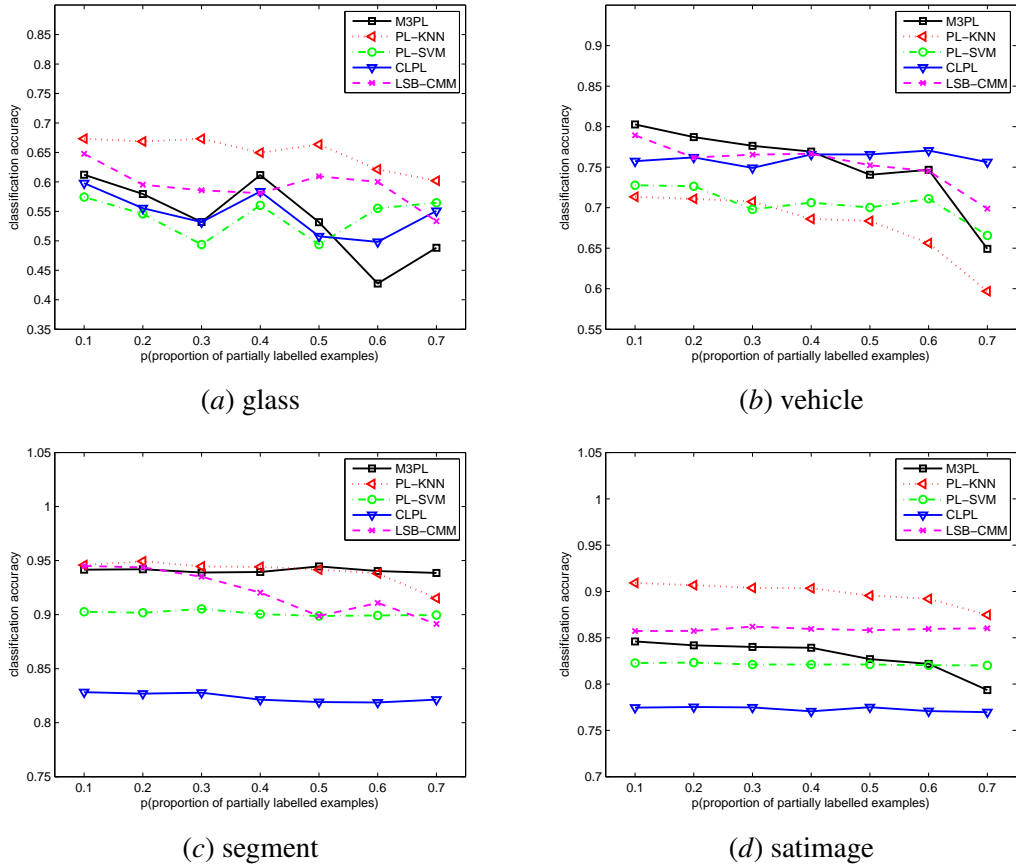 M3PL
PL-KNN
PL-SVM
CLPL
LSB-CMM
classification accuracy
0.85
0.8
0.75
0.7
0.65
0.6
0.55
0.5
0.45
0.4
0.35
0.1 0.2 0.3 0.4 0.5 0.6 0.7
p(proportion of partially labelled examples)
(a) glass
M3PL
PL-KNN
PL-SVM
CLPL
LSB-CMM
classification accuracy
0.9
0.85
0.8
0.75
0.7
0.65
0.6
0.55
0.1 0.2 0.3 0.4 0.5 0.6 0.7
p(proportion of partially labelled examples)
(b) vehicle
M3PL
PL-KNN
PL-SVM
CLPL
LSB-CMM
classification accuracy
1.05
1
0.95
0.9
0.85
0.8
0.75
0.1 0.2 0.3 0.4 0.5 0.6 0.7
p(proportion of partially labelled examples)
(c) segment
M3PL
PL-KNN
PL-SVM
CLPL
LSB-CMM
classification accuracy
1.05
1
0.95
0.9
0.85
0.8
0.75
0.7
0.1 0.2 0.3 0.4 0.5 0.6 0.7
p(proportion of partially labelled examples)
(d) satimage